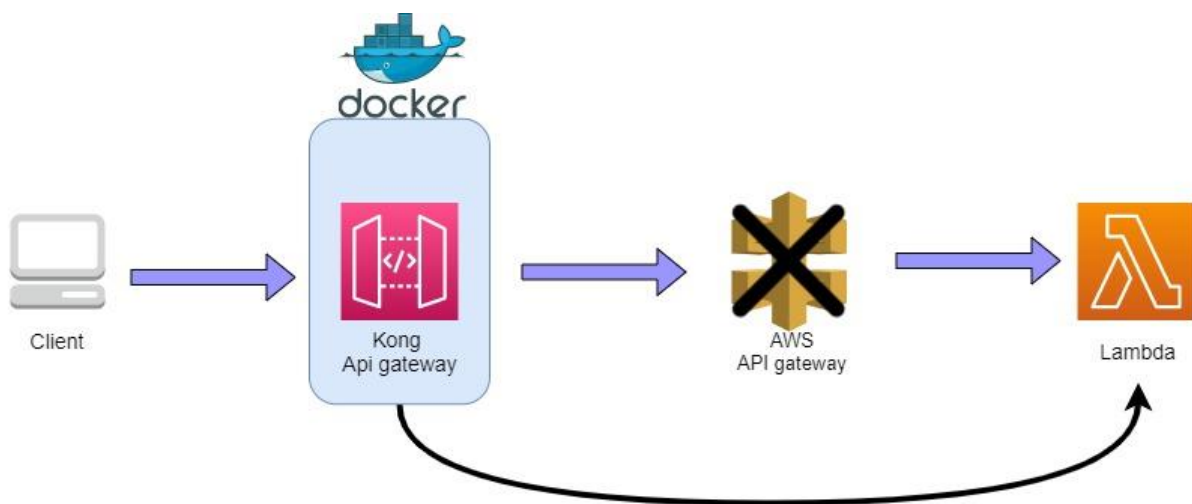 docker
Client
Kong
Api gateway
</>
AWS
API gateway
Lambda